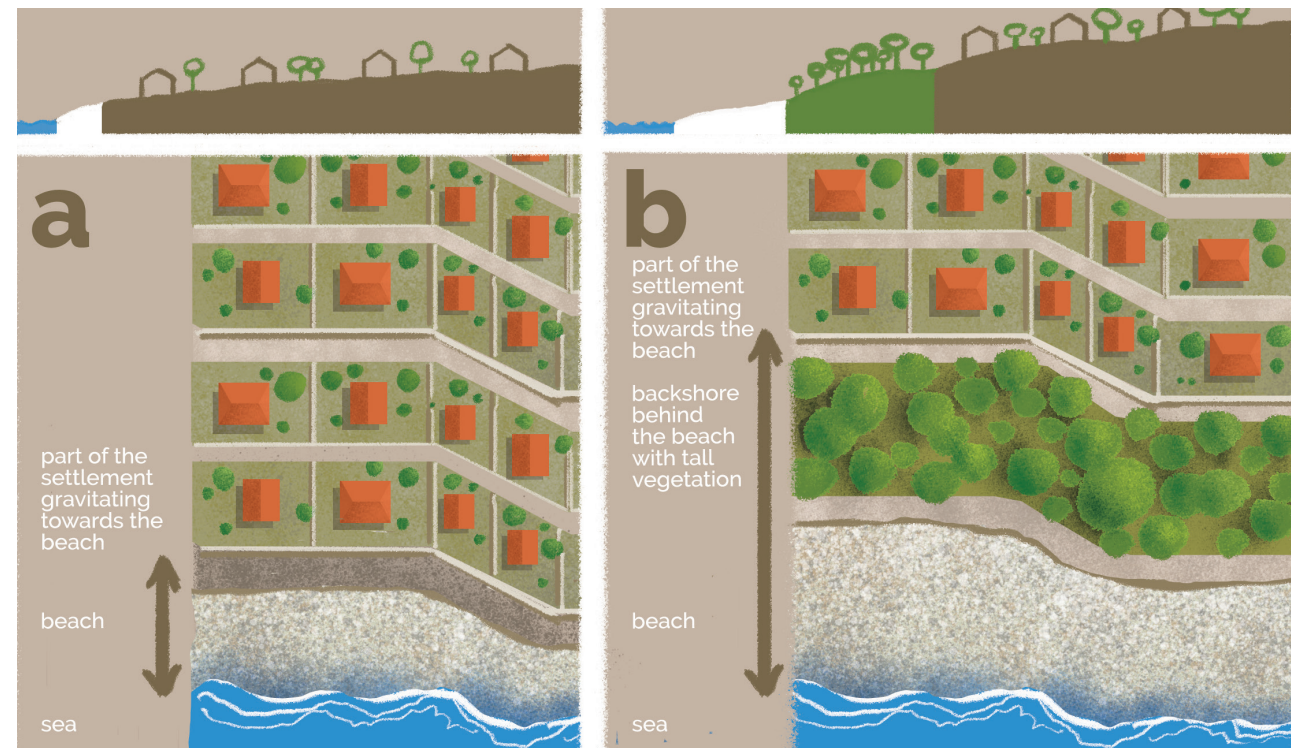 a
part of the
settlement
gravitating
towards the
beach
beach
sea
b
part of the
settlement
gravitating
towards the
beach
backshore
behind
the beach
with tall
vegetation
beach
sea